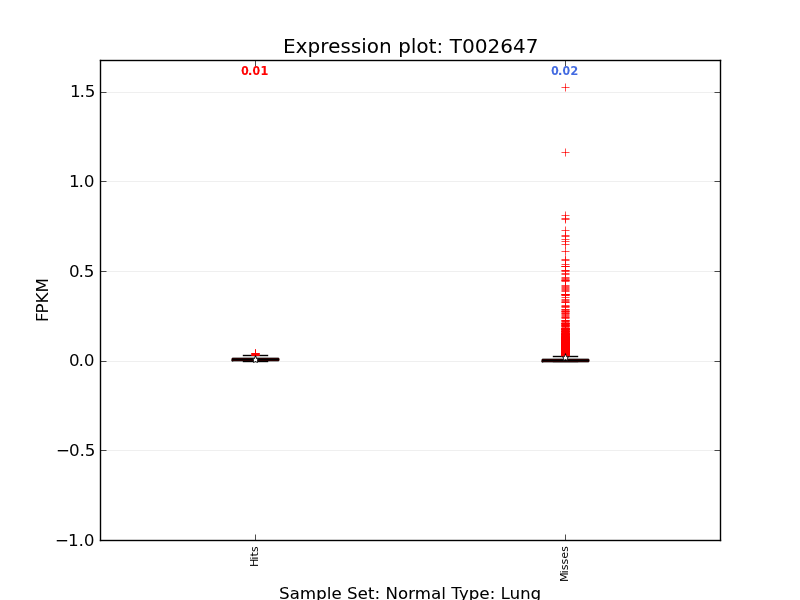 Expression plot: T002647
0.01
0.02
1.5
1.0
0.5
0.0
−0.5
−1.0
FPKM
Hits
Misses
Sample Set: Normal Type: Lung